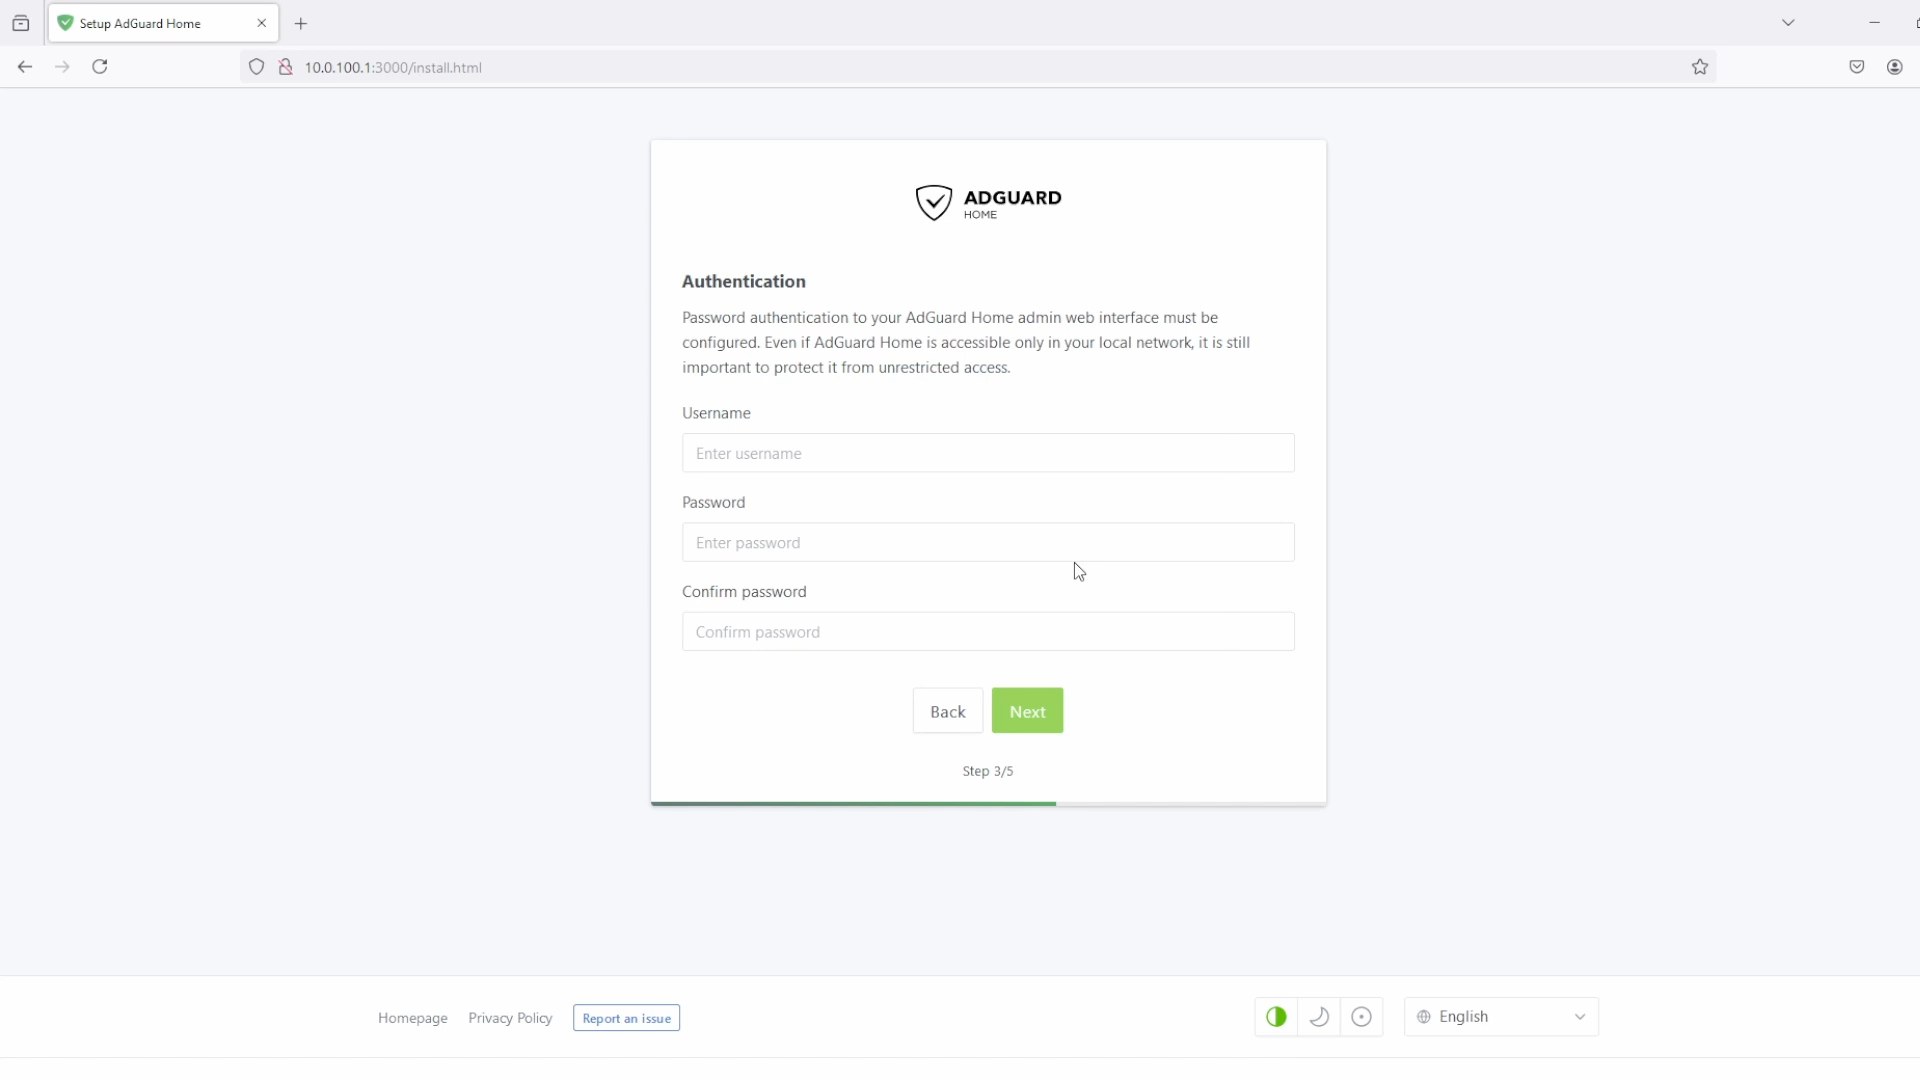 Setup AdGuard Home
10.0.100.1:3000/install.html
ADGUARD
HOME
Authentication
Password authentication to your AdGuard Home admin web interface must be
configured. Even if AdGuard Home is accessible only in your local network, it is still
important to protect it from unrestricted access.
Username
Enter username
Password
Enter password
Confirm password
Confirm password
Back Next
Step 3/5
Homepage Privacy Policy Report an issue English